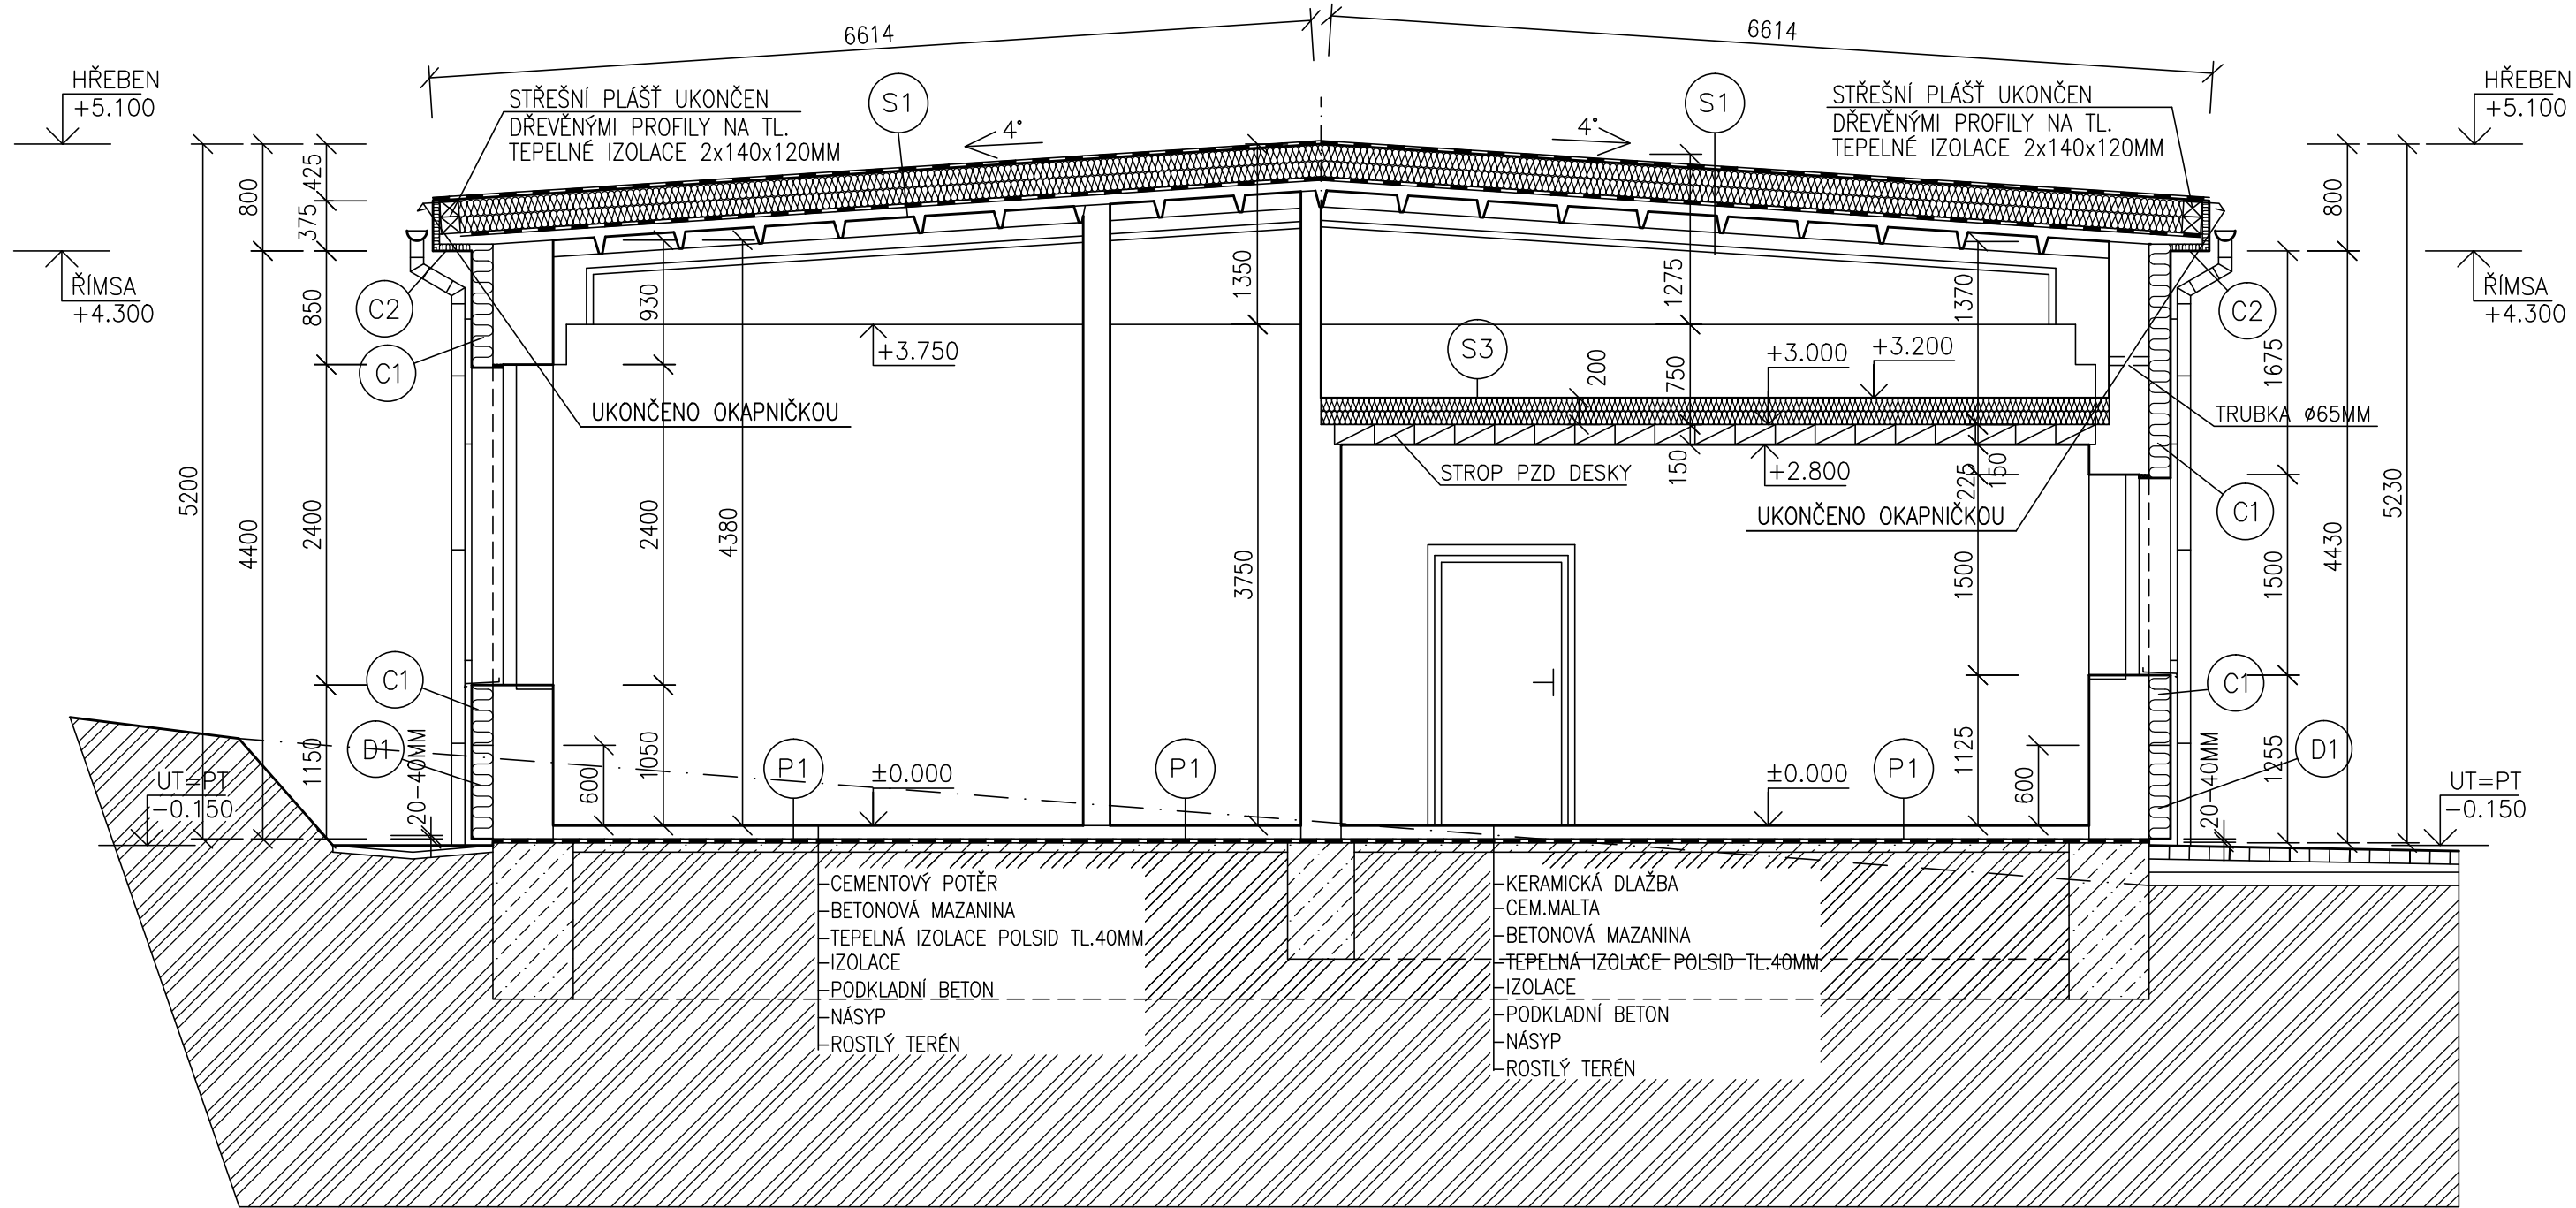 6614
6614
HŘEBEN
+5.100
STŘEŠNÍ PLÁŠŤ UKONČEN
DŘEVĚNÝMI PROFILY NA TL.
TEPELNÉ IZOLACE 2x140x120MM
S1
4°
4°
S1
STŘEŠNÍ PLÁŠŤ UKONČEN
DŘEVĚNÝMI PROFILY NA TL.
TEPELNÉ IZOLACE 2x140x120MM
HŘEBEN
+5.100
800
425
375
800
ŘÍMSA
+4.300
850
C2
C1
930
1350
1275
1370
C2
1675
ŘÍMSA
+4.300
+3.750
S3
200
750
+3.000
+3.200
UKONČENO OKAPNIČKOU
TRUBKA ø65MM
STROP PZD DESKY
150
+2.800
225
150
UKONČENO OKAPNIČKOU
C1
5200
4400
2400
2400
4380
3750
1500
1500
4430
5230
C1
C1
D1
20-40MM
1150
600
1050
P1
±0.000
P1
±0.000
P1
1125
600
20-40MM
1255
D1
UT=PT
-0.150
UT=PT
-0.150
CEMENTOVÝ POTĚR
BETONOVÁ MAZANINA
TEPELNÁ IZOLACE POLSID TL.40MM
IZOLACE
PODKLADNÍ BETON
NÁSYP
ROSTLÝ TERÉN
KERAMICKÁ DLAŽBA
CEM.MALTA
BETONOVÁ MAZANINA
TEPELNÁ IZOLACE POLSID TL.40MM
IZOLACE
PODKLADNÍ BETON
NÁSYP
ROSTLÝ TERÉN